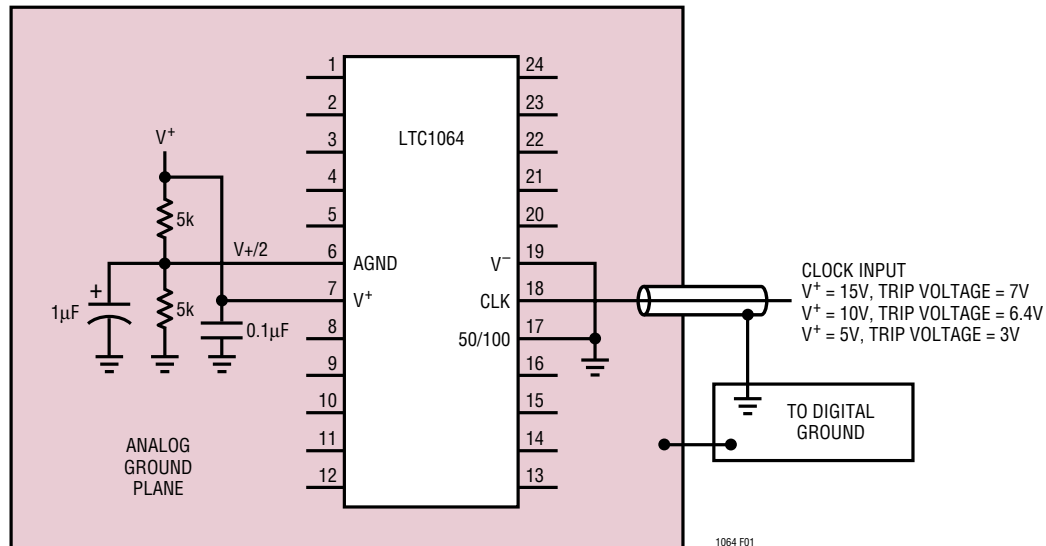 LTC1064
1
2
3
4
5
6
7
8
9
10
11
12
24
23
22
21
20
19
18
17
16
15
14
13
AGND
V+
V−
CLK
50/100
V+
5k
V+/2
5k
1µF
+
0.1µF
ANALOG
GROUND
PLANE
CLOCK INPUT
V+ = 15V, TRIP VOLTAGE = 7V
V+ = 10V, TRIP VOLTAGE = 6.4V
V+ = 5V, TRIP VOLTAGE = 3V
TO DIGITAL
GROUND
1064 F01